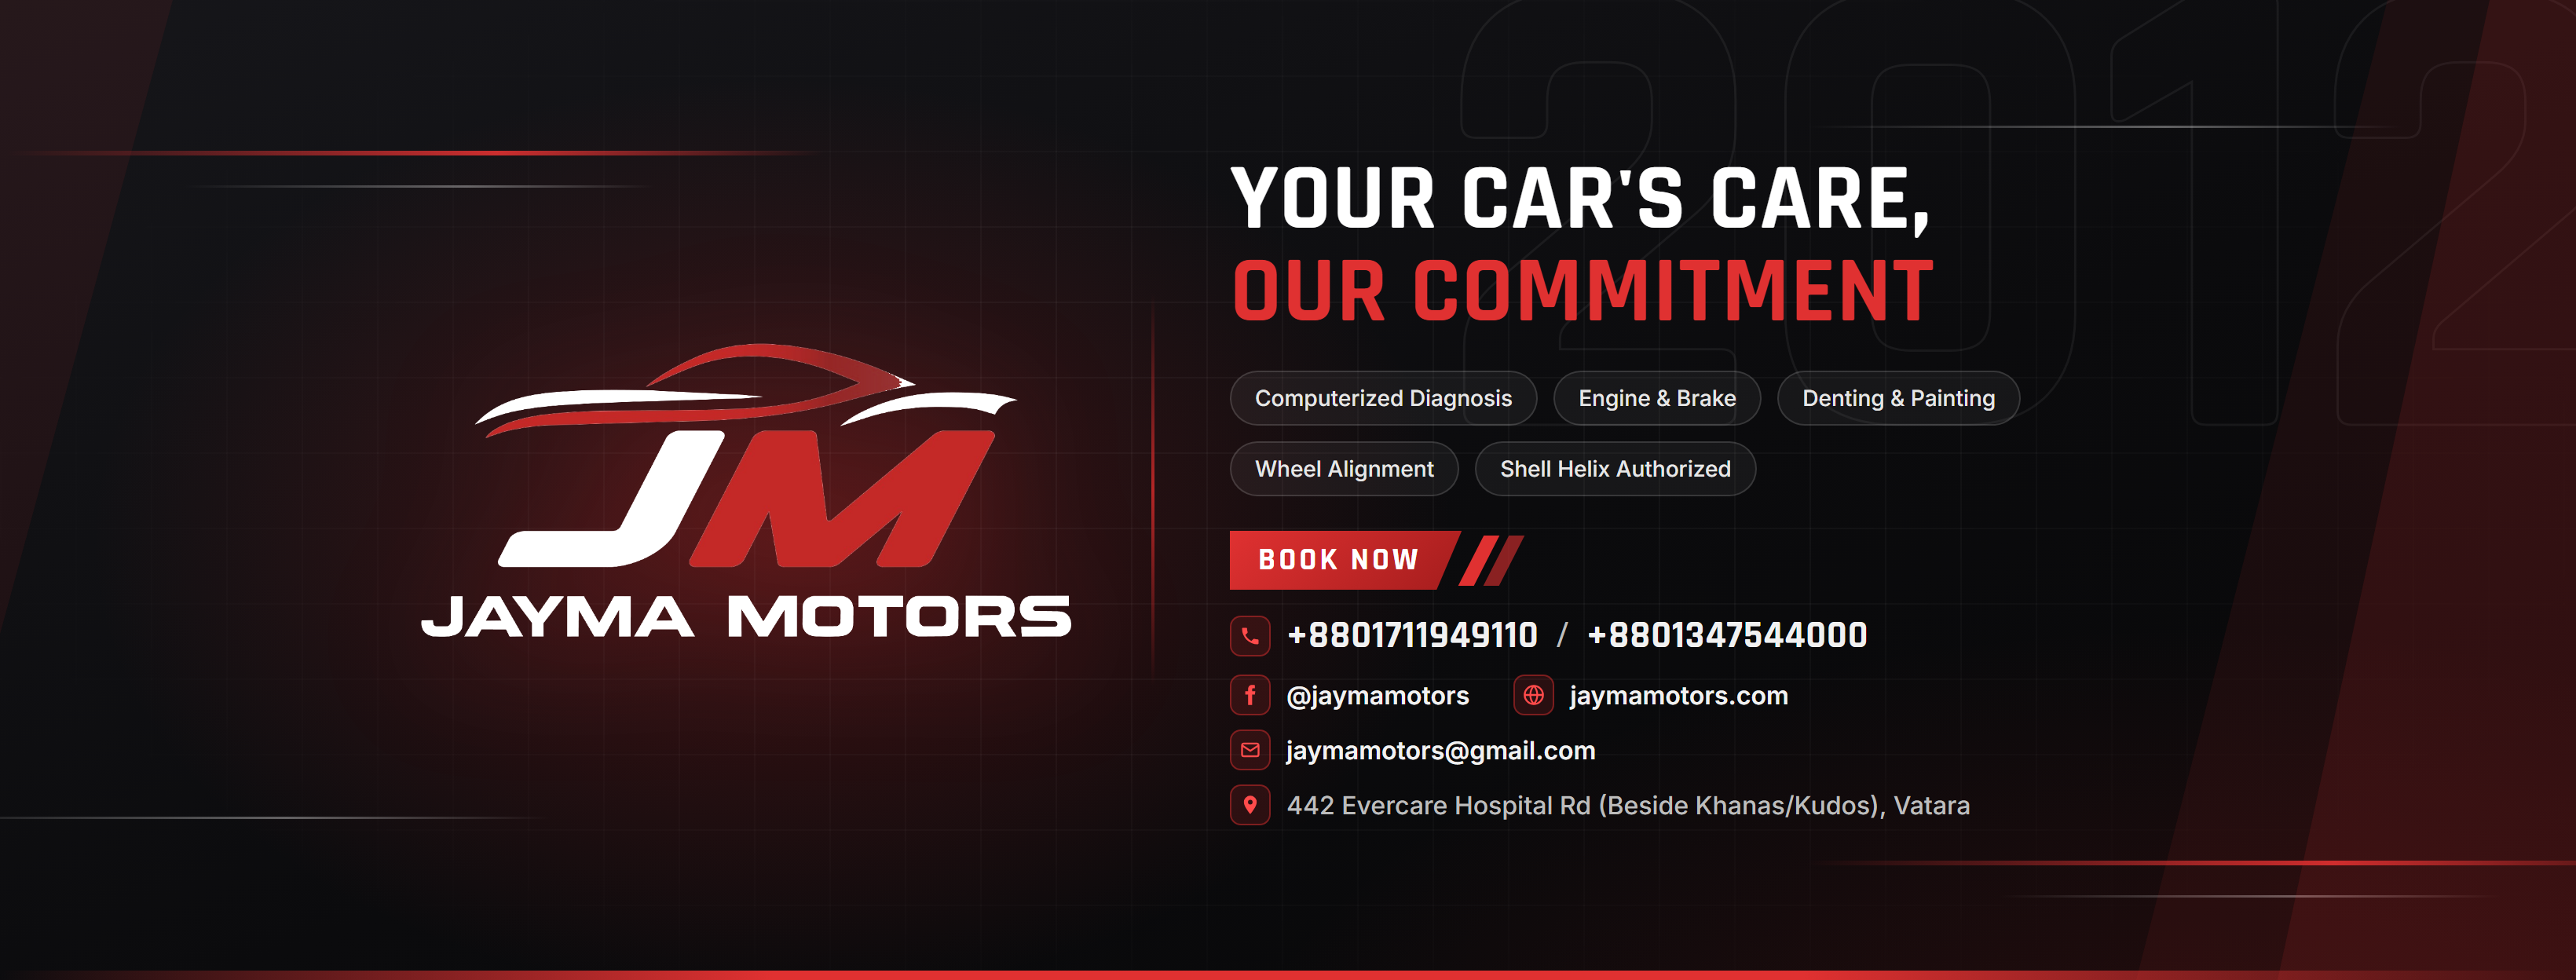 2012
YOUR CAR'S CARE,
OUR COMMITMENT
JM
JAYMA MOTORS
Computerized Diagnosis
Engine & Brake
Denting & Painting
Wheel Alignment
Shell Helix Authorized
BOOK NOW
+8801711949110 / +8801347544000
@jaymamotors
jaymamotors.com
jaymamotors@gmail.com
442 Evercare Hospital Rd (Beside Khanas/Kudos), Vatara